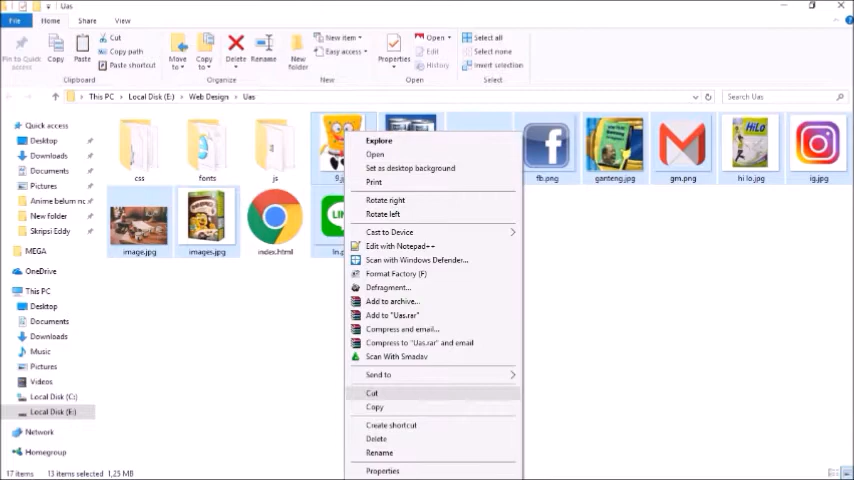 Uas
File Home Share View
Pin to Quick access
Copy
Paste
Cut
Copy path
Paste shortcut
Clipboard
Move to
Copy to
Delete
Rename
Organize
New folder
New item
Easy access
New
Properties
Open
Edit
History
Open
Select all
Select none
Invert selection
Select
This PC Local Disk (E:) Web Design Uas
Search Uas
Quick access
Desktop
Downloads
Documents
Pictures
Anime belum no
New folder
Skripsi Eddy
MEGA
OneDrive
This PC
Desktop
Documents
Downloads
Music
Pictures
Videos
Local Disk (C:)
Local Disk (E:)
Network
Homegroup
css fonts js fb.png ganteng.jpg gm.png hi lo.jpg ig.jpg
HiLo
image.jpg images.jpg index.html
Explore
Open
Set as desktop background
Print
Rotate right
Rotate left
Cast to Device
Edit with Notepad++
Scan with Windows Defender...
Format Factory (F)
Defragment...
Add to archive...
Add to "Uas.rar"
Compress and email...
Compress to "Uas.rar" and email
Scan With Smadav
Send to
Cut
Copy
Create shortcut
Delete
Rename
Properties
17 items 13 items selected 1,25 MB